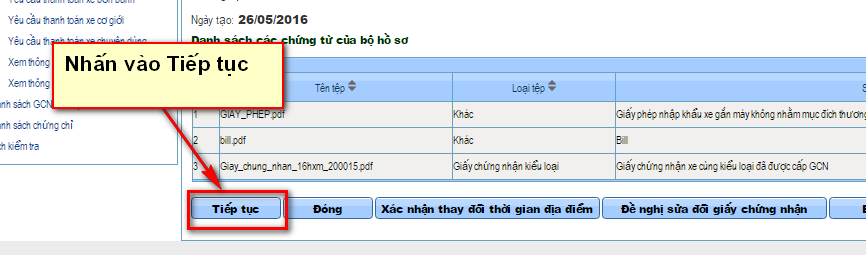 Yêu cầu thanh toán xe bốn bánh
Yêu cầu thanh toán xe cơ giới
Yêu cầu thanh toán xe chuyên dùng
Xem thông
Xem thông
anh sách GCN
anh sách chứng chỉ
ch kiểm tra
Ngày tạo: 26/05/2016
Danh sách các chứng từ của bộ hồ sơ
Nhấn vào Tiếp tục
Tên tệp Loại tệp S
1 GIAY_PHEP.pdf Khác Giấy phép nhập khẩu xe gắn máy không nhằm mục đích thương
2 bill.pdf Khác Bill
3 Giay_chung_nhan_16hxm_200015.pdf Giấy chứng nhận kiểu loại Giấy chứng nhận xe cùng kiểu loại đã được cấp GCN
Tiếp tục Đóng Xác nhận thay đổi thời gian địa điểm Đề nghị sửa đổi giấy chứng nhận